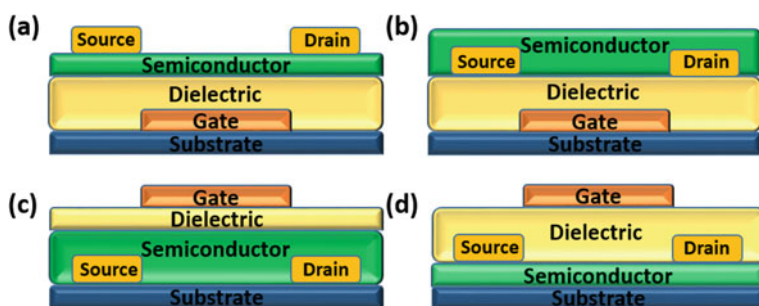 (a)
Source Drain
Semiconductor
Dielectric
Gate
Substrate
(b)
Semiconductor
Source Drain
Dielectric
Gate
Substrate
(c)
Gate
Dielectric
Semiconductor
Source Drain
Substrate
(d)
Gate
Dielectric
Source Drain
Semiconductor
Substrate